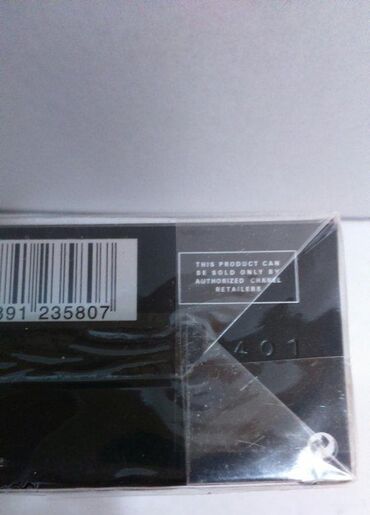 THIS PRODUCT CAN
BE SOLD ONLY BY
AUTHORIZED CHANEL
RETAILERS
391 235807
401